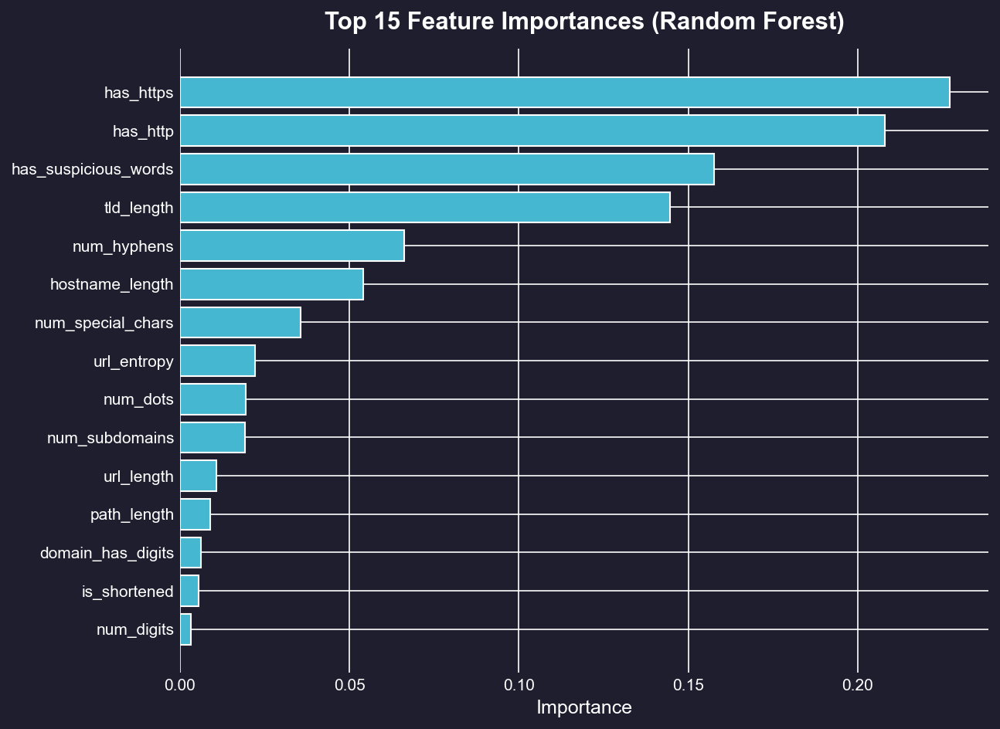 Top 15 Feature Importances (Random Forest)
has_https
has_http
has_suspicious_words
tld_length
num_hyphens
hostname_length
num_special_chars
url_entropy
num_dots
num_subdomains
url_length
path_length
domain_has_digits
is_shortened
num_digits
0.00 0.05 0.10 0.15 0.20
Importance